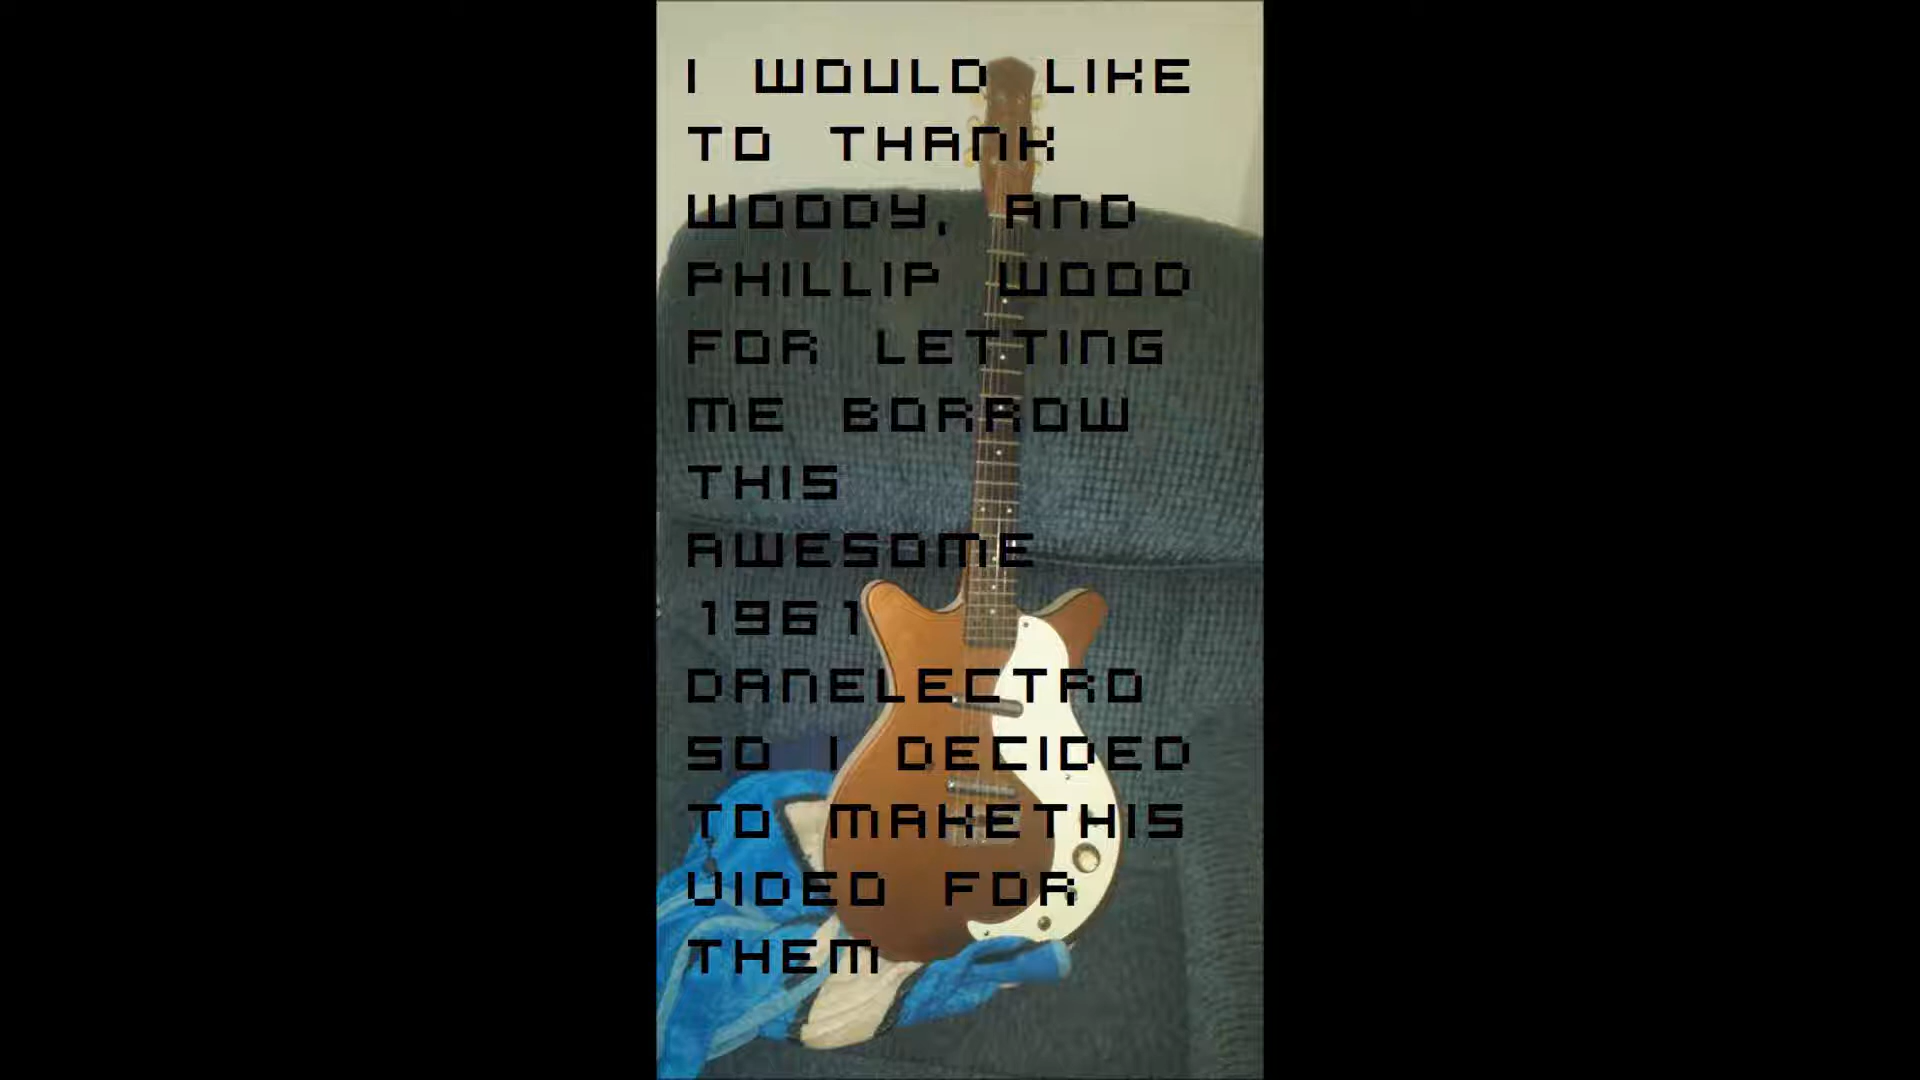 I WOULD LIKE
TO THANK
WOODY, AND
PHILLIP WOOD
FOR LETTING
ME BORROW
THIS
AWESOME
1961
DANELECTRO
SO I DECIDED
TO MAKETHIS
VIDEO FOR
THEM